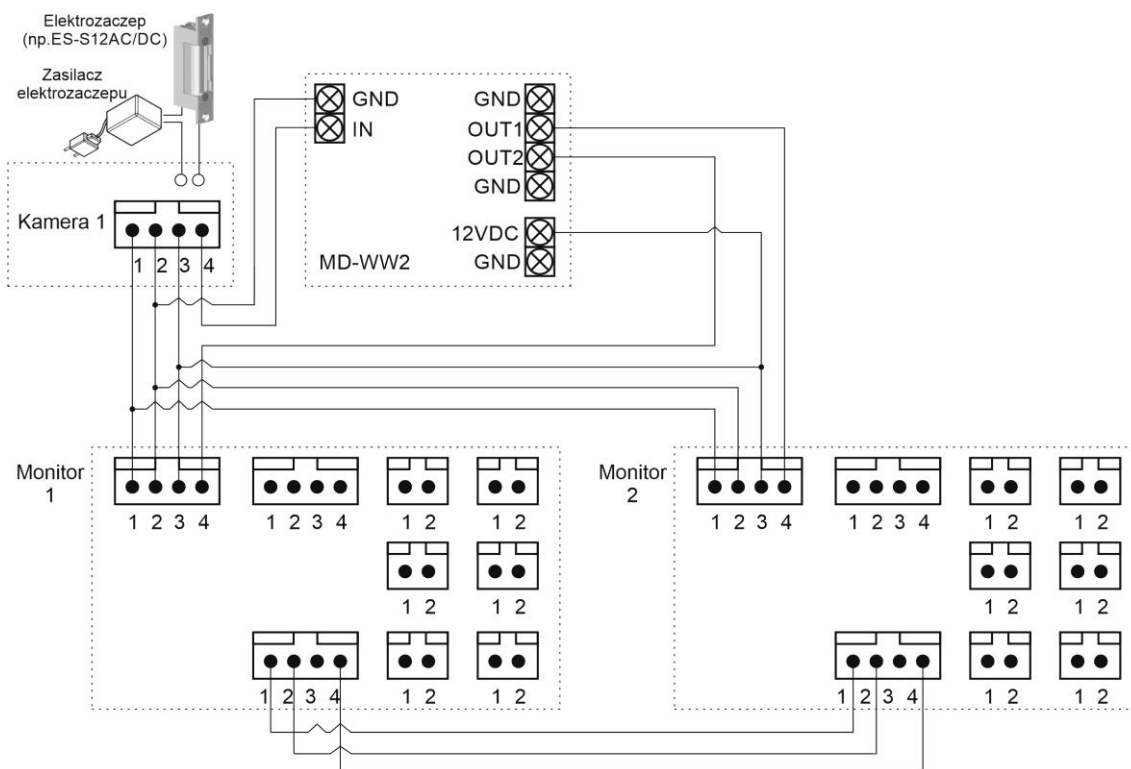 Elektrozaczep
(np.ES-S12AC/DC)
Zasilacz
elektrozaczepu
GND
IN
GND
OUT1
OUT2
GND
12VDC
GND
MD-WW2
Kamera 1
1 2 3 4
Monitor
1
1 2 3 4
1 2 3 4
1 2
1 2
1 2
1 2
1 2 3 4
1 2
1 2
Monitor
2
1 2 3 4
1 2 3 4
1 2
1 2
1 2
1 2
1 2 3 4
1 2
1 2